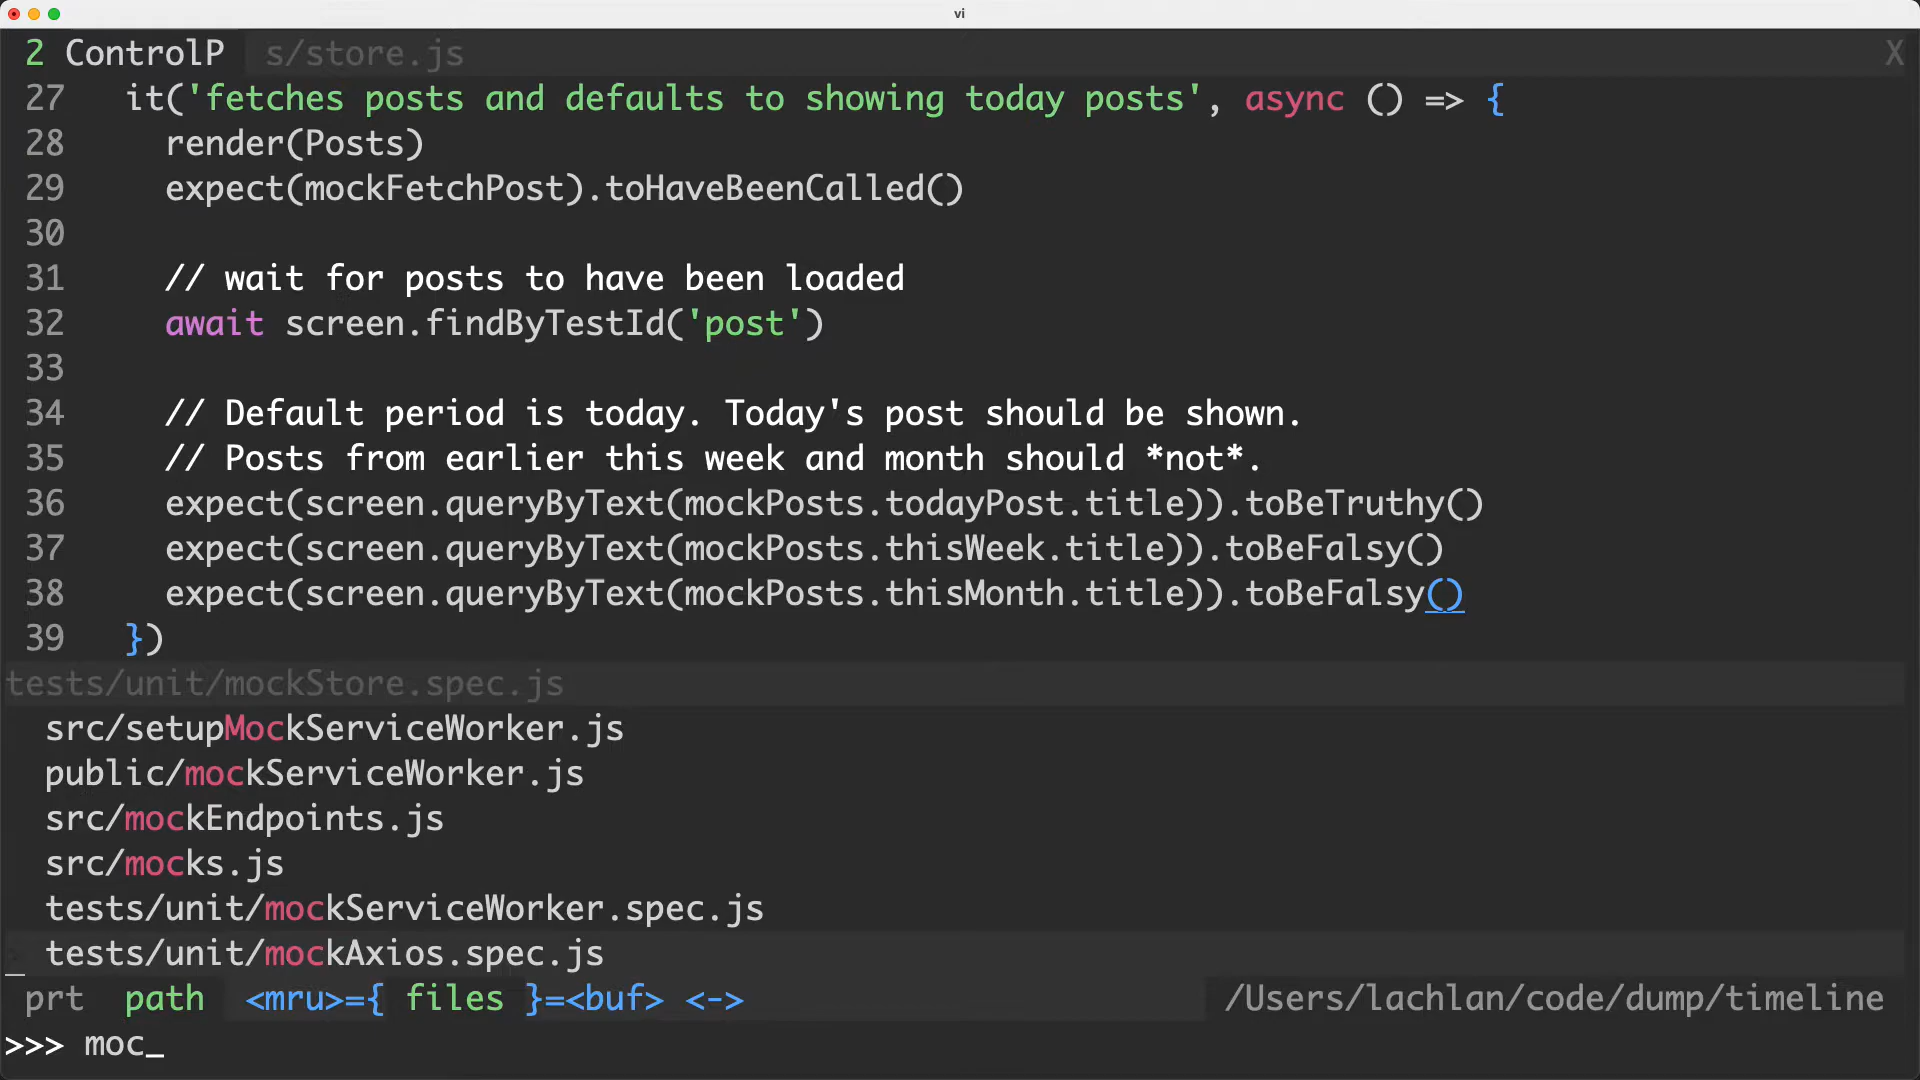 vi
2 ControlP s/store.js X
27 it('fetches posts and defaults to showing today posts', async () => {
28 render(Posts)
29 expect(mockFetchPost).toHaveBeenCalled()
30
31 // wait for posts to have been loaded
32 await screen.findByTestId('post')
33
34 // Default period is today. Today's post should be shown.
35 // Posts from earlier this week and month should *not*.
36 expect(screen.queryByText(mockPosts.todayPost.title)).toBeTruthy()
37 expect(screen.queryByText(mockPosts.thisWeek.title)).toBeFalsy()
38 expect(screen.queryByText(mockPosts.thisMonth.title)).toBeFalsy()
39 })
tests/unit/mockStore.spec.js
src/setupMockServiceWorker.js
public/mockServiceWorker.js
src/mockEndpoints.js
src/mocks.js
tests/unit/mockServiceWorker.spec.js
tests/unit/mockAxios.spec.js
prt path <mru>={ files }=<buf> <-> /Users/lachlan/code/dump/timeline
>>> moc_